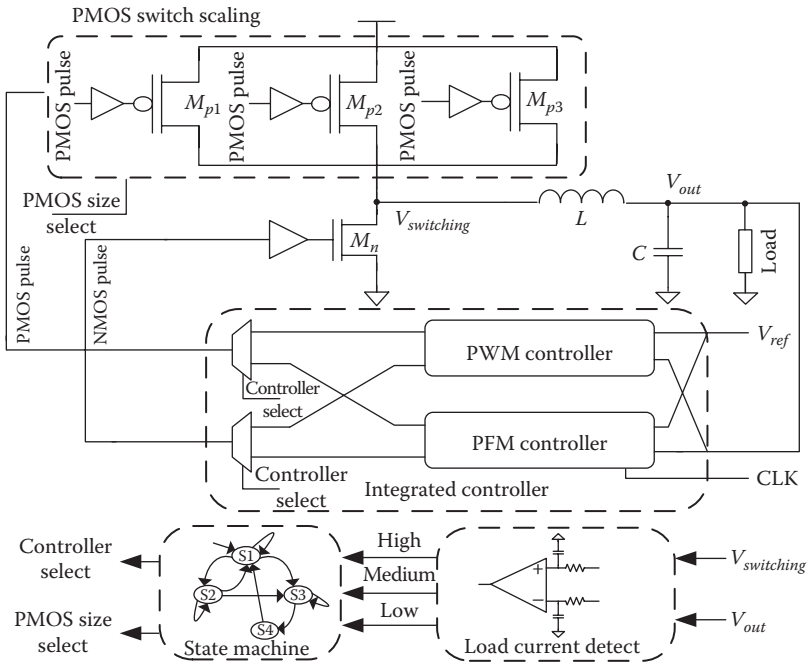 PMOS switch scaling
PMOS pulse
M_p1
PMOS pulse
M_p2
PMOS pulse
M_p3
PMOS size
select
V_switching
L
V_out
C
Load
M_n
PMOS pulse
NMOS pulse
PWM controller
V_ref
Controller
select
PFM controller
Controller
select
Integrated controller
CLK
Controller
select
PMOS size
select
S1
S2
S3
S4
State machine
High
Medium
Low
+
−
Load current detect
V_switching
V_out